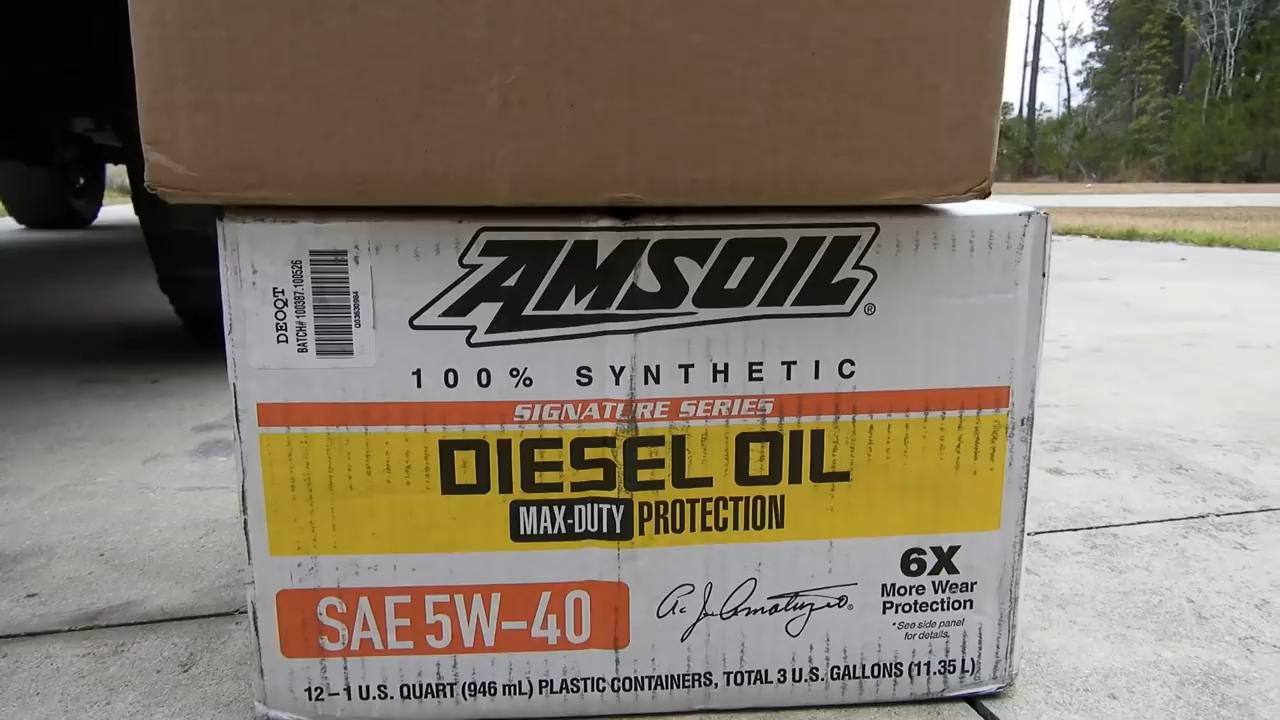 AMSOIL®
DEOQT
BATCH# 100387.100526
Q03630984
100% SYNTHETIC
SIGNATURE SERIES
DIESEL OIL
MAX-DUTY PROTECTION
SAE 5W-40
6X
More Wear
Protection
*See side panel
for details.
12-1 U.S. QUART (946 mL) PLASTIC CONTAINERS, TOTAL 3 U.S. GALLONS (11.35 L)